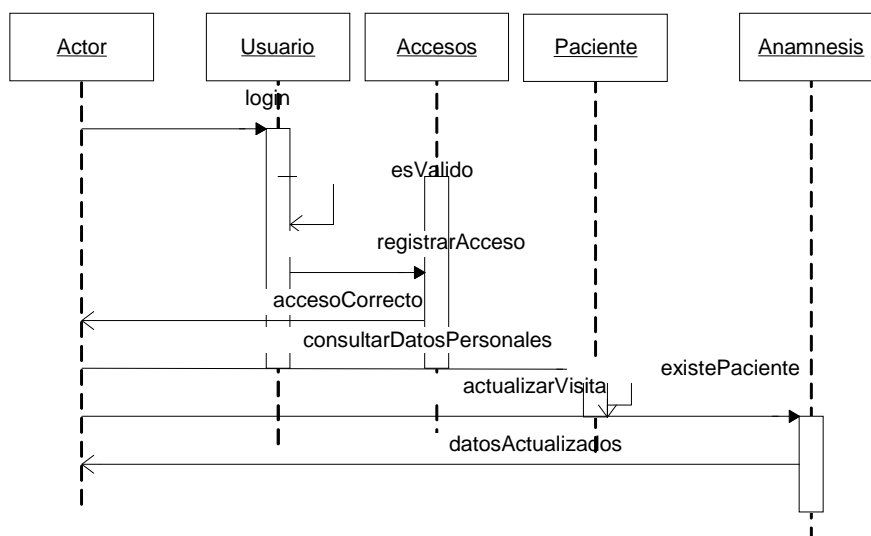 Actor
Usuario
Accesos
Paciente
Anamnesis
login
esValido
registrarAcceso
accesoCorrecto
consultarDatosPersonales
existePaciente
actualizarVisita
datosActualizados